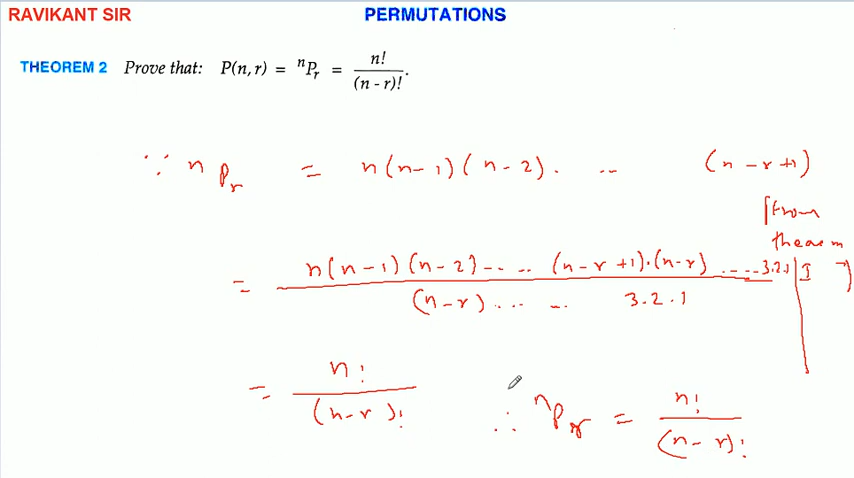 RAVIKANT SIR PERMUTATIONS
THEOREM 2 Prove that: P(n, r) = ⁿPᵣ = n! / (n - r)!.
∵ ⁿPᵣ = n(n-1)(n-2). .. (n-r+1)
[from
thearem
= n(n-1)(n-2)-- .. (n-r+1).(n-r) ....3.2.1 / (n-r)... .. 3.2.1 I ]
= n! / (n-r)! ∴ ⁿPᵣ = n! / (n-r)!